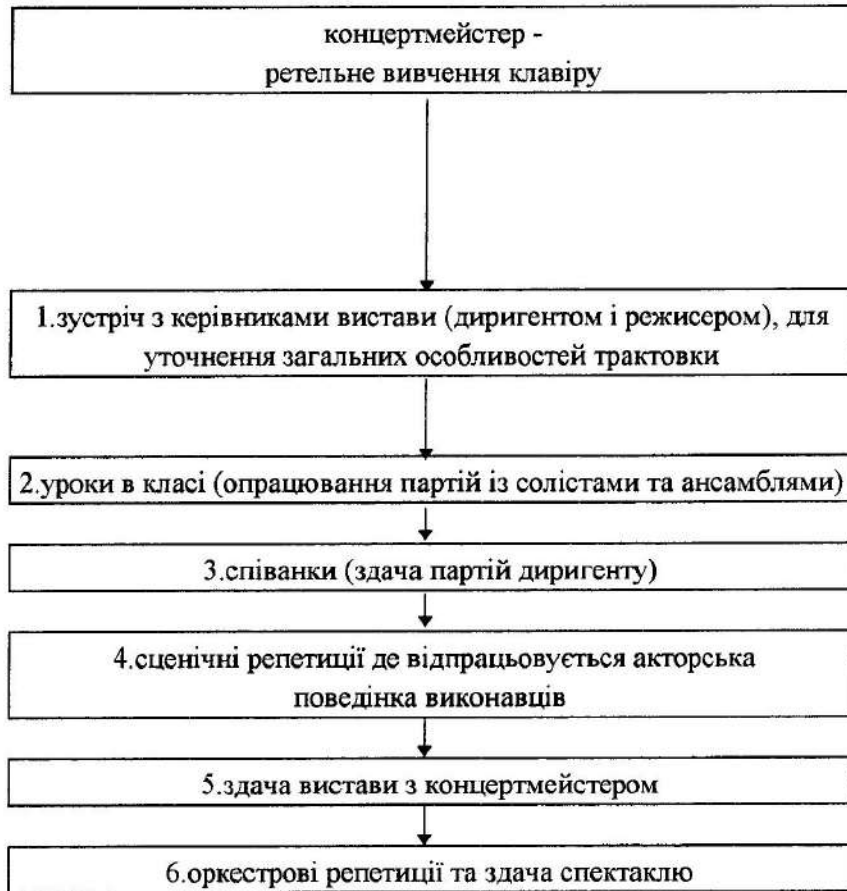 концертмейстер -
ретельне вивчення клавіру
1.зустріч з керівниками вистави (диригентом і режисером), для
уточнення загальних особливостей трактовки
2.уроки в класі (опрацювання партій із солістами та ансамблями)
3.співанки (здача партій диригенту)
4.сценічні репетиції де відпрацьовується акторська
поведінка виконавців
5.здача вистави з концертмейстером
6.оркестрові репетиції та здача спектаклю